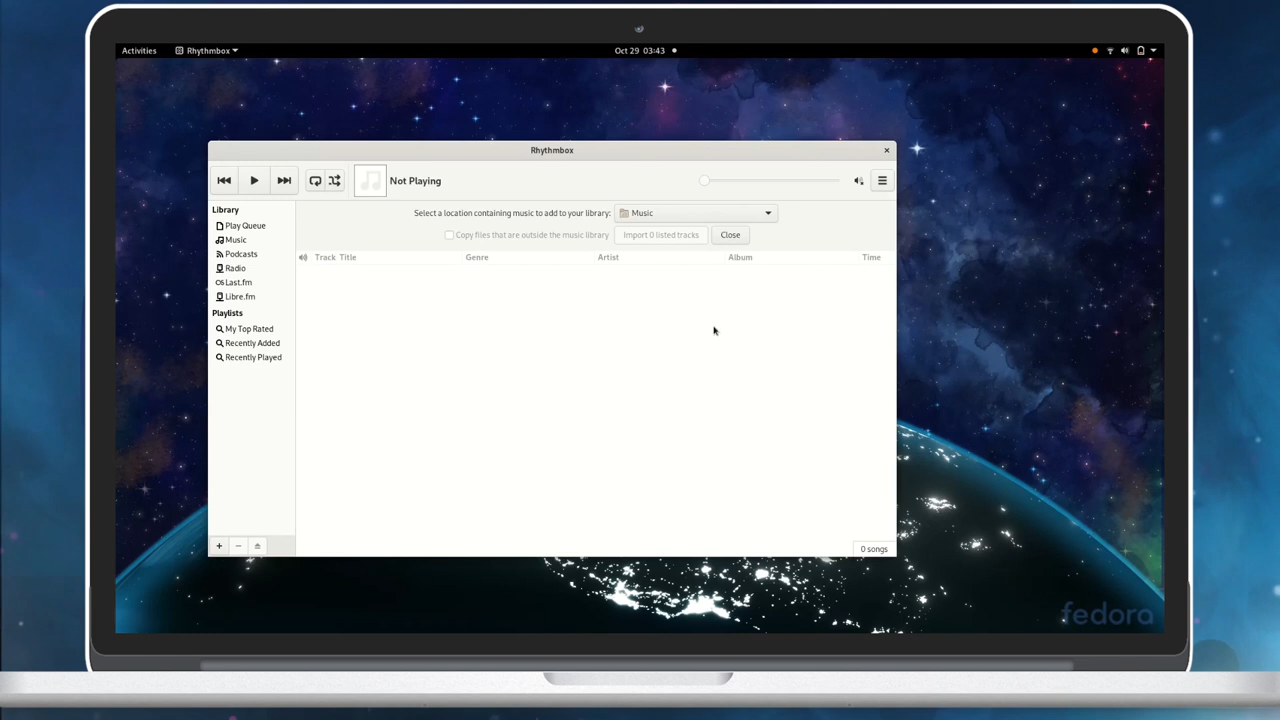 Activities Rhythmbox Oct 29 03:43
Rhythmbox
Not Playing
Library
Play Queue
Music
Podcasts
Radio
Last.fm
Libre.fm
Playlists
My Top Rated
Recently Added
Recently Played
Select a location containing music to add to your library: Music
Copy files that are outside the music library Import 0 listed tracks Close
Track Title Genre Artist Album Time
0 songs
fedora